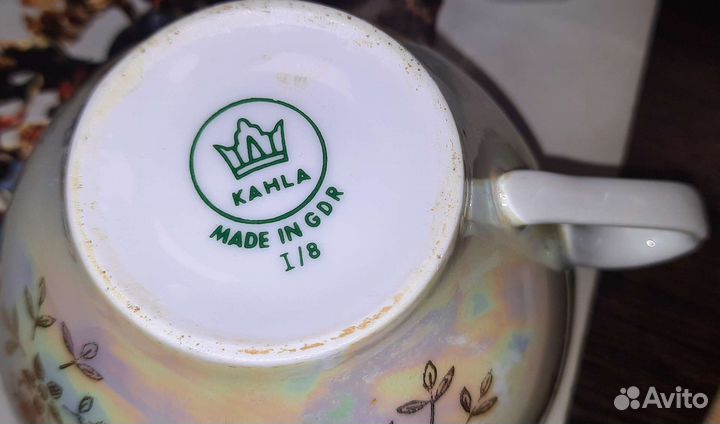 KAHLA
MADE IN GDR
I/8
Avito